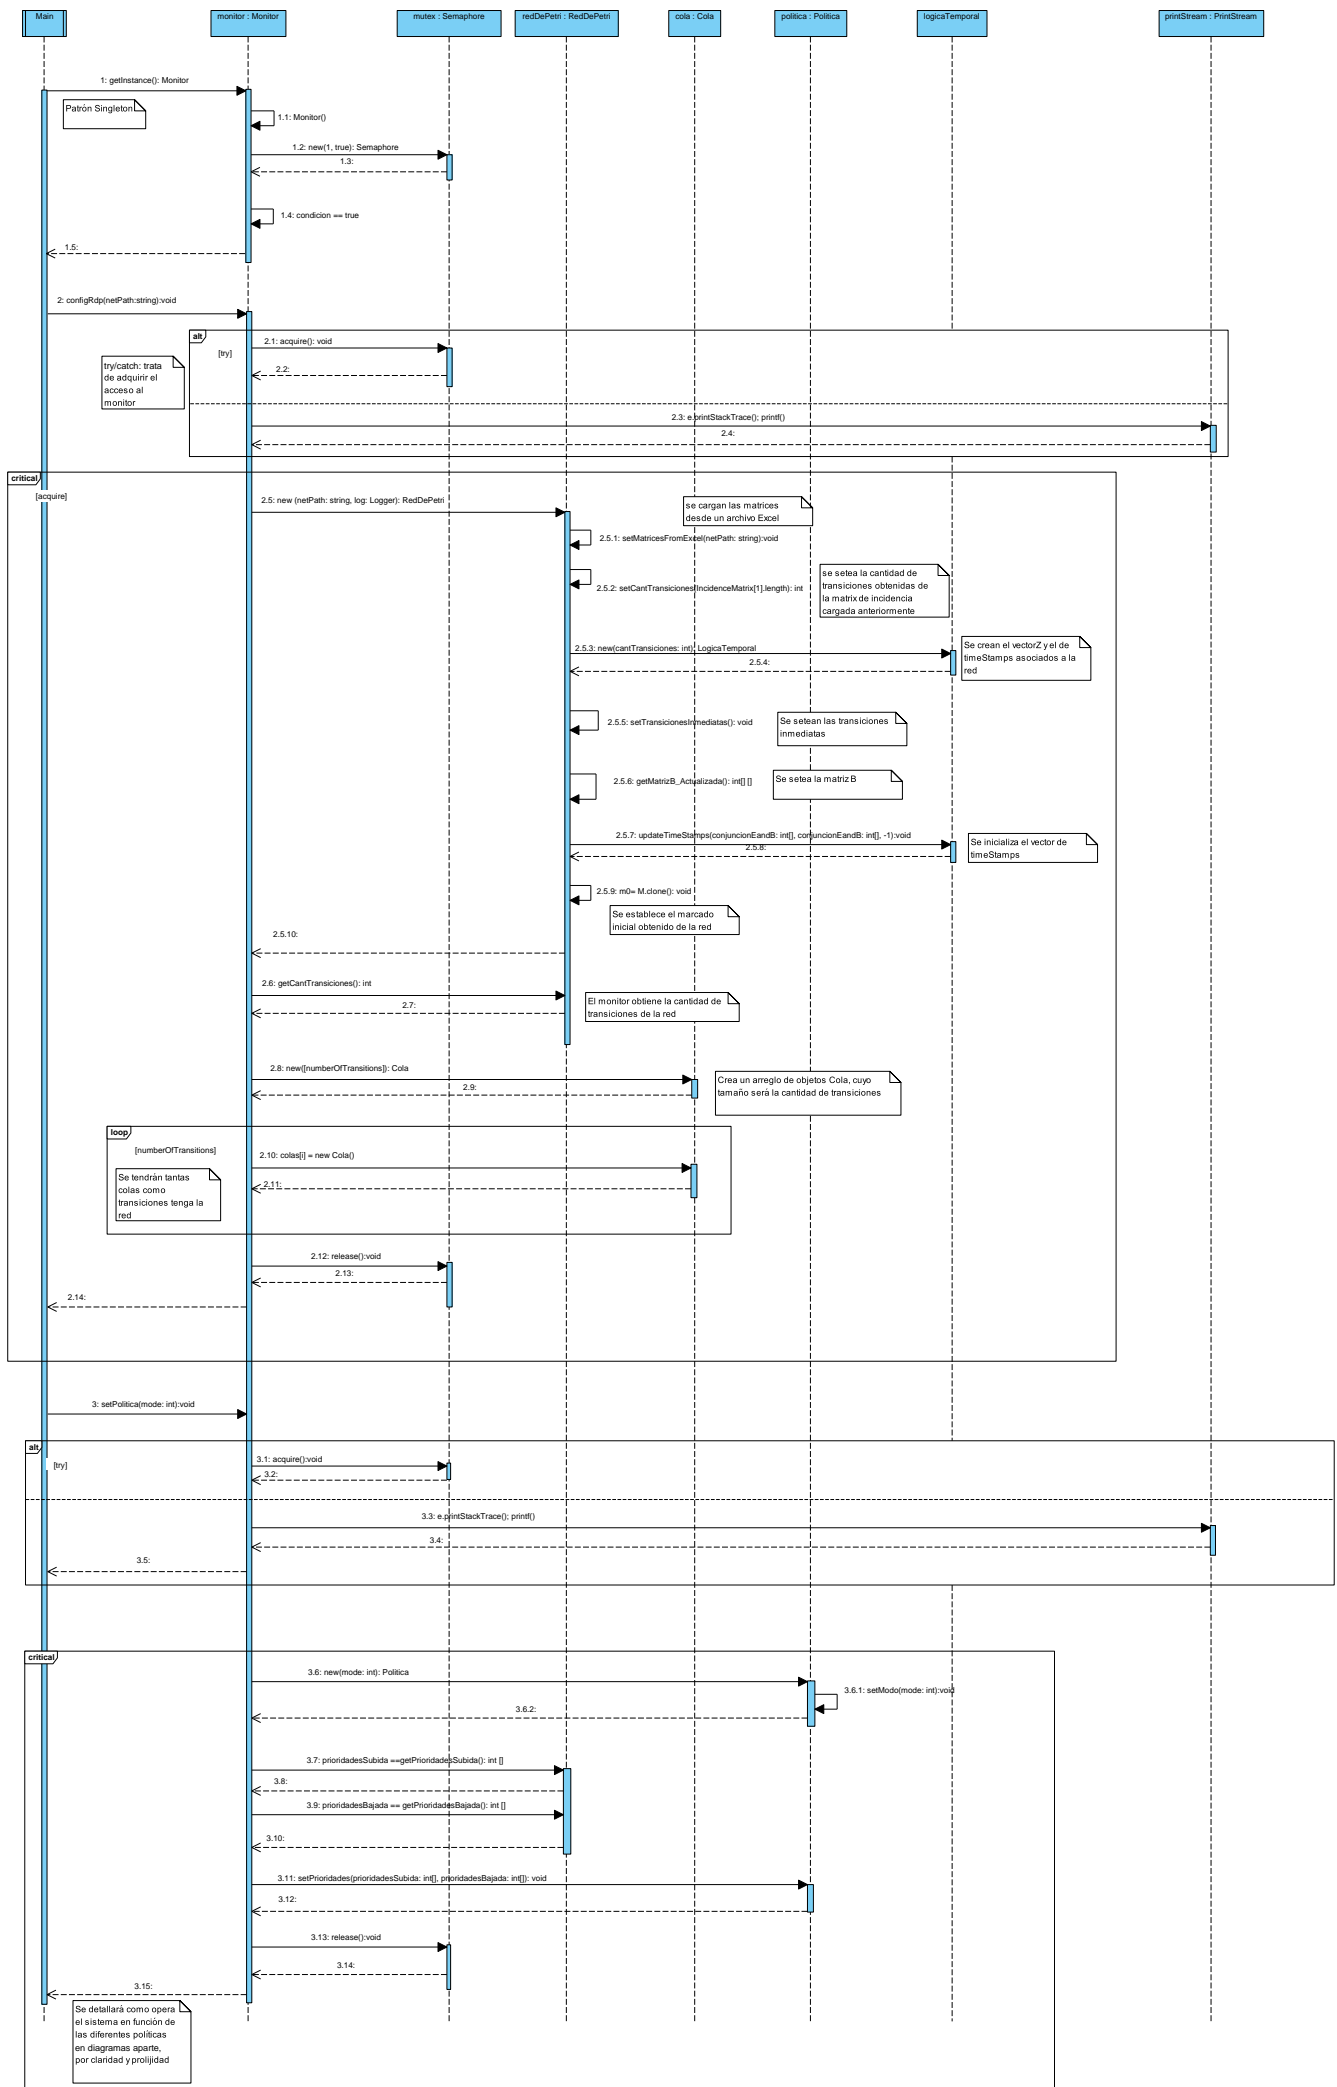 Main
monitor : Monitor
mutex : Semaphore
redDePetri : RedDePetri
cola : Cola
politica : Politica
logicaTemporal
printStream : PrintStream
1: getInstance(): Monitor
Patrón Singleton
1.1: Monitor()
1.2: new(1, true): Semaphore
1.3:
1.4: condicion == true
1.5:
2: configRdp(netPath:string):void
alt
[try]
2.1: acquire(): void
2.2:
try/catch: trata
de adquirir el
acceso al
monitor
2.3: e.printStackTrace(); printf()
2.4:
critical
[acquire]
2.5: new (netPath: string, log: Logger): RedDePetri
se cargan las matrices
desde un archivo Excel
2.5.1: setMatricesFromExcel(netPath: string):void
2.5.2: setCantTransiciones(IncidenceMatrix[1].length): int
se setea la cantidad de
transiciones obtenidas de
la matrix de incidencia
cargada anteriormente
2.5.3: new(cantTransiciones: int): LogicaTemporal
2.5.4:
Se crean el vectorZ y el de
timeStamps asociados a la
red
2.5.5: setTransicionesInmediatas(): void
Se setean las transiciones
inmediatas
2.5.6: getMatrizB_Actualizada(): int[] []
Se setea la matriz B
2.5.7: updateTimeStamps(conjuncionEandB: int[], conjuncionEandB: int[], -1):void
2.5.8:
Se inicializa el vector de
timeStamps
2.5.9: m0= M.clone(): void
Se establece el marcado
inicial obtenido de la red
2.5.10:
2.6: getCantTransiciones(): int
2.7:
El monitor obtiene la cantidad de
transiciones de la red
2.8: new([numberOfTransitions]): Cola
2.9:
Crea un arreglo de objetos Cola, cuyo
tamaño será la cantidad de transiciones
loop
[numberOfTransitions]
2.10: colas[i] = new Cola()
2.11:
Se tendrán tantas
colas como
transiciones tenga la
red
2.12: release():void
2.13:
2.14:
3: setPolitica(mode: int):void
alt
[try]
3.1: acquire():void
3.2:
3.3: e.printStackTrace(); printf()
3.4:
3.5:
critical
3.6: new(mode: int): Politica
3.6.1: setModo(mode: int):void
3.6.2:
3.7: prioridadesSubida ==getPrioridadesSubida(): int []
3.8:
3.9: prioridadesBajada == getPrioridadesBajada(): int []
3.10:
3.11: setPrioridades(prioridadesSubida: int[], prioridadesBajada: int[]): void
3.12:
3.13: release():void
3.14:
3.15:
Se detallará como opera
el sistema en función de
las diferentes políticas
en diagramas aparte,
por claridad y prolijidad